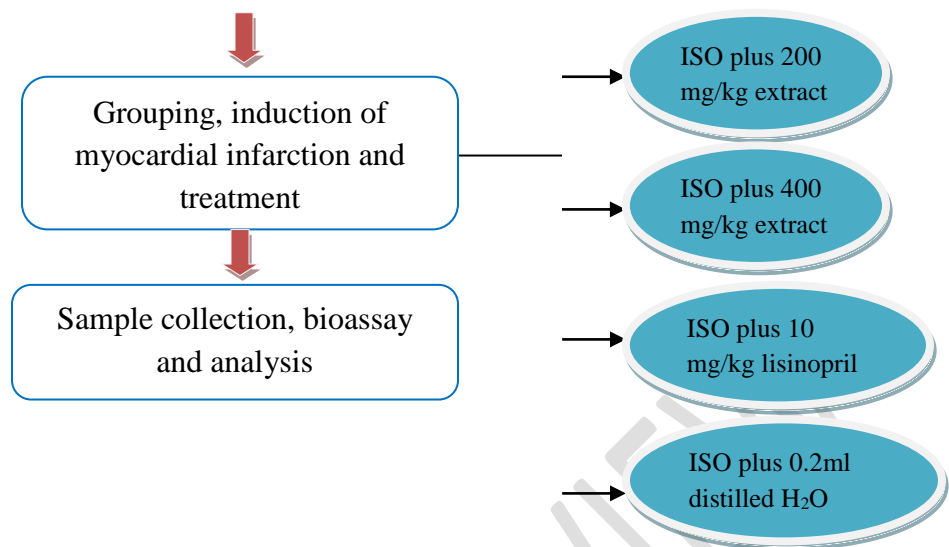 Grouping, induction of
myocardial infarction and
treatment
Sample collection, bioassay
and analysis
ISO plus 200
mg/kg extract
ISO plus 400
mg/kg extract
ISO plus 10
mg/kg lisinopril
ISO plus 0.2ml
distilled H₂O